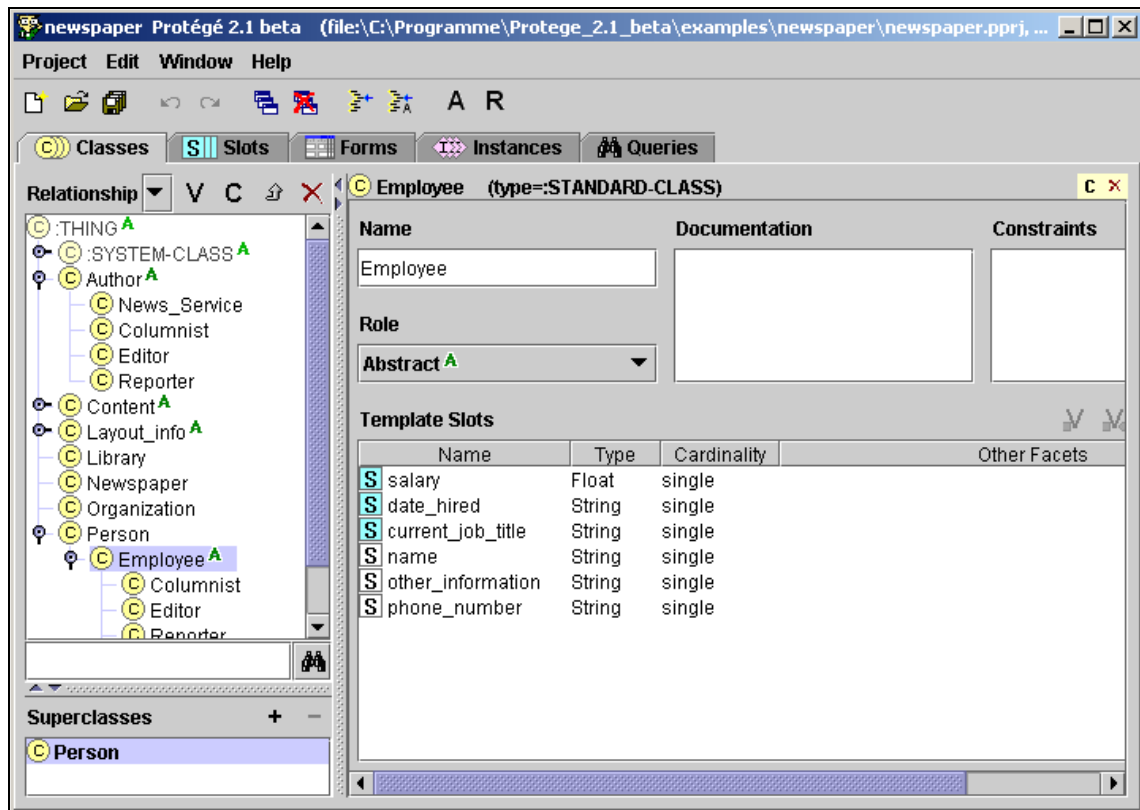 newspaper Protégé 2.1 beta (file:\C:\Programme\Protege_2.1_beta\examples\newspaper\newspaper.pprj, ...
Project Edit Window Help
A R
C Classes S Slots Forms I Instances Queries
Relationship V C
C :THING A
C :SYSTEM-CLASS A
C Author A
C News_Service
C Columnist
C Editor
C Reporter
C Content A
C Layout_info A
C Library
C Newspaper
C Organization
C Person
C Employee A
C Columnist
C Editor
C Reporter
Superclasses + −
C Person
C Employee (type=:STANDARD-CLASS) C ×
Name Documentation Constraints
Employee
Role
Abstract A
Template Slots V V
Name Type Cardinality Other Facets
S salary Float single
S date_hired String single
S current_job_title String single
S name String single
S other_information String single
S phone_number String single